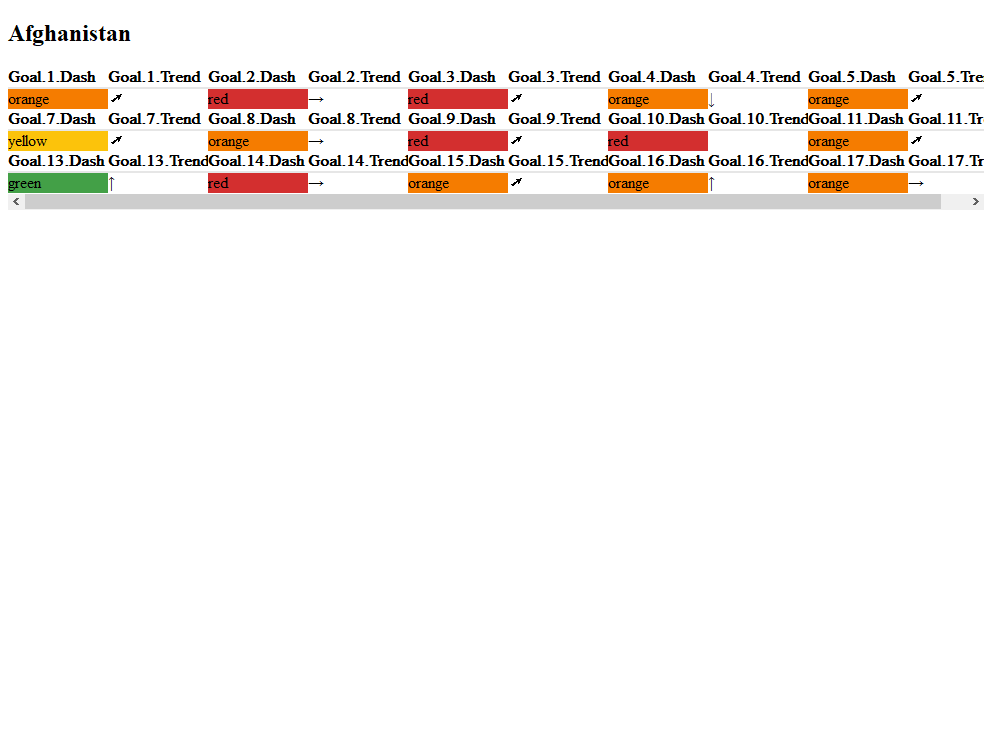 Afghanistan
Goal.1.Dash Goal.1.Trend Goal.2.Dash Goal.2.Trend Goal.3.Dash Goal.3.Trend Goal.4.Dash Goal.4.Trend Goal.5.Dash Goal.5.Tre
orange ↗ red → red ↗ orange ↓ orange ↗
Goal.7.Dash Goal.7.Trend Goal.8.Dash Goal.8.Trend Goal.9.Dash Goal.9.Trend Goal.10.Dash Goal.10.Trend Goal.11.Dash Goal.11.Tr
yellow ↗ orange → red ↗ red orange ↗
Goal.13.Dash Goal.13.Trend Goal.14.Dash Goal.14.Trend Goal.15.Dash Goal.15.Trend Goal.16.Dash Goal.16.Trend Goal.17.Dash Goal.17.Tr
green ↑ red → orange ↗ orange ↑ orange →